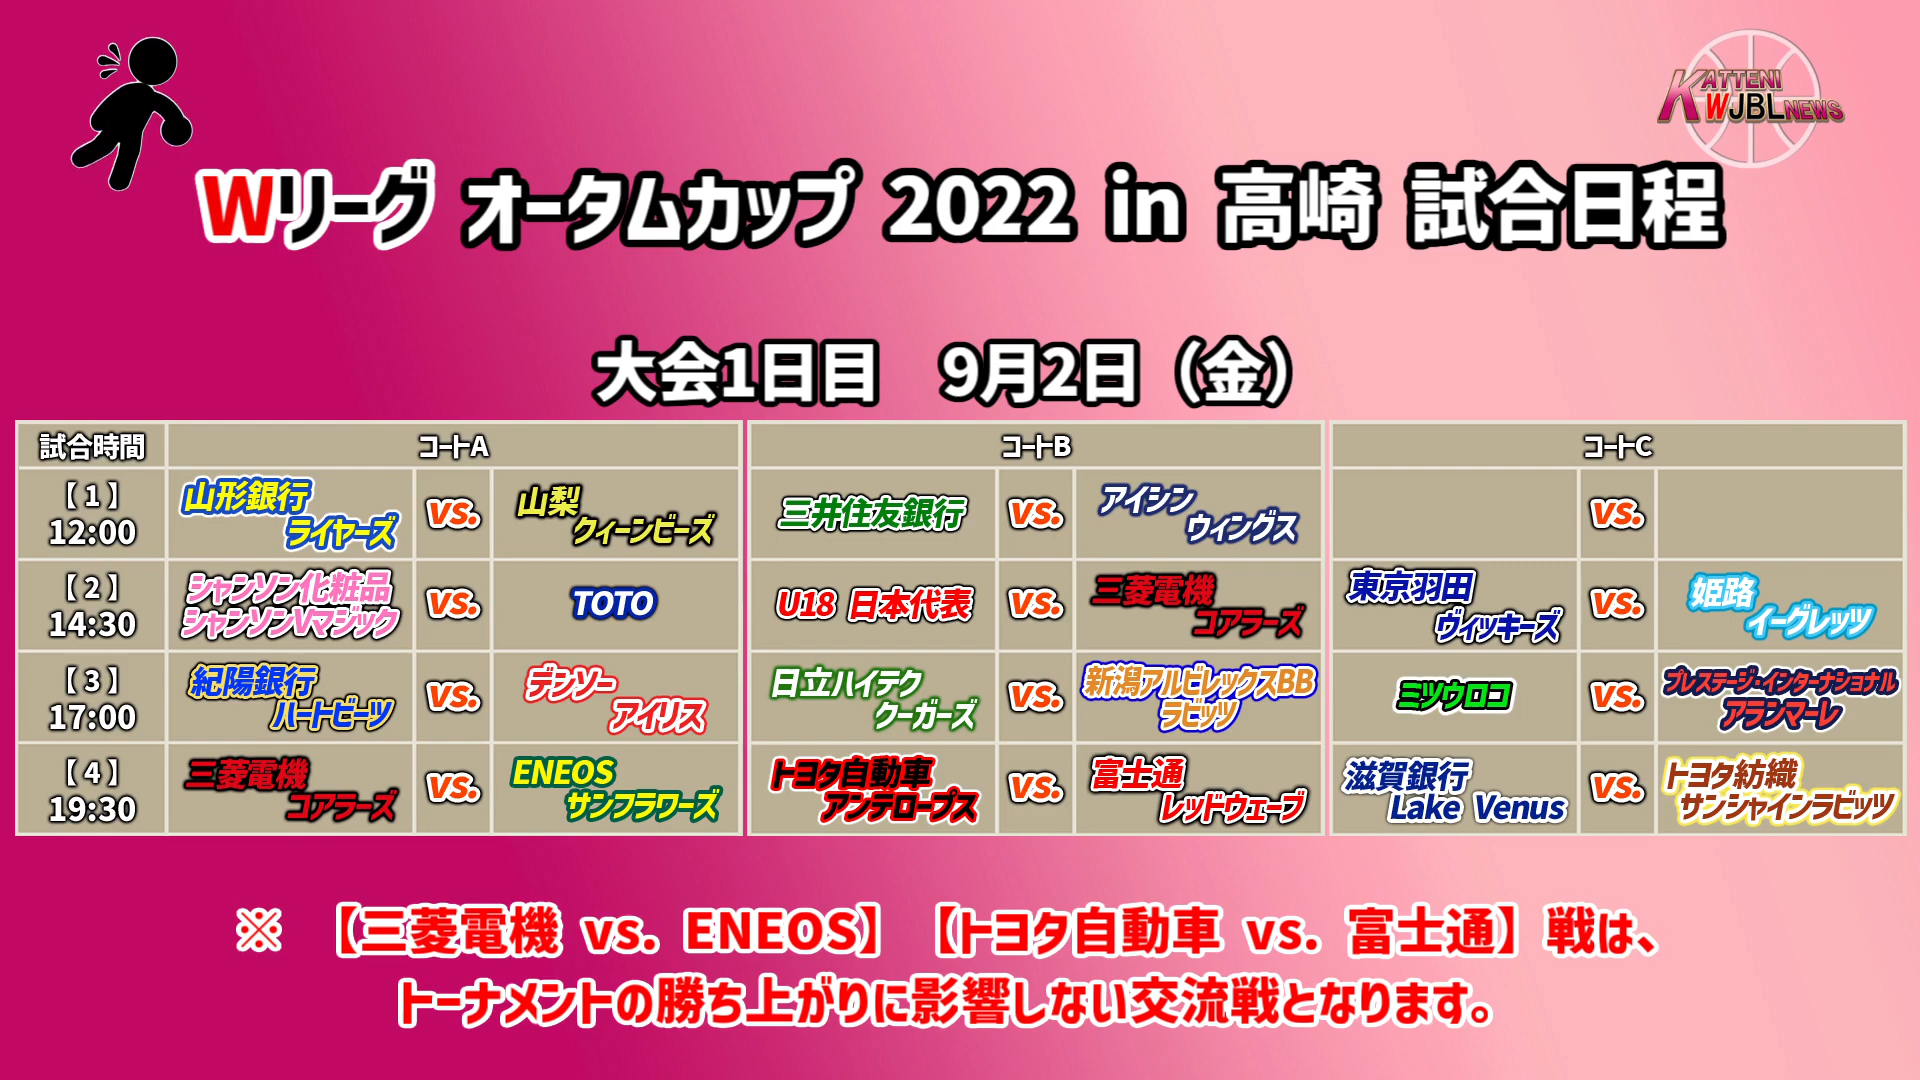 KATTENI
WJBL NEWS
Wリーグ オータムカップ 2022 in 高崎 試合日程
大会1日目 9月2日（金）
試合時間 コートA コートB コートC
【1】
12:00
山形銀行
ライヤーズ
vs.
山梨
クィーンビーズ
三井住友銀行
vs.
アイシン
ウィングス
vs.
【2】
14:30
シャンソン化粧品
シャンソンVマジック
vs.
TOTO
U18 日本代表
vs.
三菱電機
コアラーズ
東京羽田
ヴィッキーズ
vs.
姫路
イーグレッツ
【3】
17:00
紀陽銀行
ハートビーツ
vs.
デンソー
アイリス
日立ハイテク
クーガーズ
vs.
新潟アルビレックスBB
ラビッツ
ミツウロコ
vs.
プレステージ・インターナショナル
アランマーレ
【4】
19:30
三菱電機
コアラーズ
vs.
ENEOS
サンフラワーズ
トヨタ自動車
アンテロープス
vs.
富士通
レッドウェーブ
滋賀銀行
Lake Venus
vs.
トヨタ紡織
サンシャインラビッツ
※ 【三菱電機 vs. ENEOS】【トヨタ自動車 vs. 富士通】戦は、
トーナメントの勝ち上がりに影響しない交流戦となります。